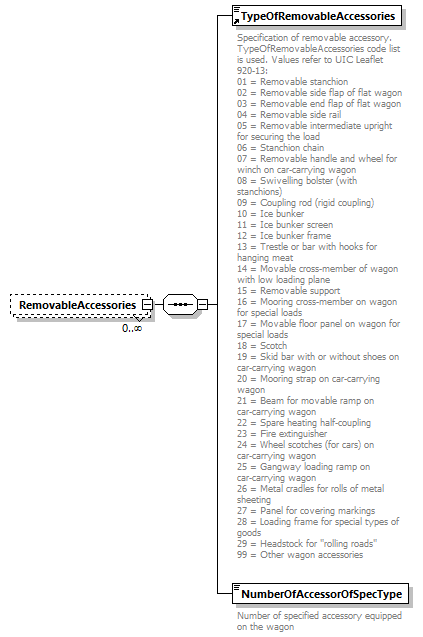 TypeOfRemovableAccessories
Specification of removable accessory.
TypeOfRemovableAccessories code list
is used. Values refer to UIC Leaflet
920-13:
01 = Removable stanchion
02 = Removable side flap of flat wagon
03 = Removable end flap of flat wagon
04 = Removable side rail
05 = Removable intermediate upright
for securing the load
06 = Stanchion chain
07 = Removable handle and wheel for
winch on car-carrying wagon
08 = Swivelling bolster (with
stanchions)
09 = Coupling rod (rigid coupling)
10 = Ice bunker
11 = Ice bunker screen
12 = Ice bunker frame
13 = Trestle or bar with hooks for
hanging meat
14 = Movable cross-member of wagon
with low loading plane
15 = Removable support
16 = Mooring cross-member on wagon
for special loads
17 = Movable floor panel on wagon for
special loads
18 = Scotch
19 = Skid bar with or without shoes on
car-carrying wagon
20 = Mooring strap on car-carrying
wagon
21 = Beam for movable ramp on
car-carrying wagon
22 = Spare heating half-coupling
23 = Fire extinguisher
24 = Wheel scotches (for cars) on
car-carrying wagon
25 = Gangway loading ramp on
car-carrying wagon
26 = Metal cradles for rolls of metal
sheeting
27 = Panel for covering markings
28 = Loading frame for special types of
goods
29 = Headstock for "rolling roads"
99 = Other wagon accessories
RemovableAccessories
0..∞
NumberOfAccessorOfSpecType
Number of specified accessory equipped
on the wagon